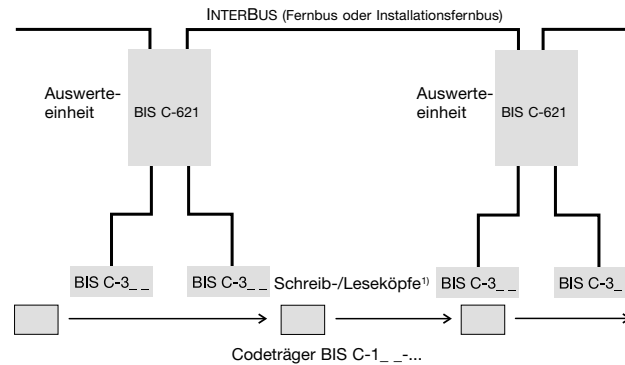 INTERBUS (Fernbus oder Installationsfernbus)
Auswerte-
einheit
BIS C-621
Auswerte-
einheit
BIS C-621
BIS C-3_ _
BIS C-3_ _
Schreib-/Leseköpfe¹⁾
BIS C-3_ _
BIS C-3_ _
Codeträger BIS C-1_ _-...